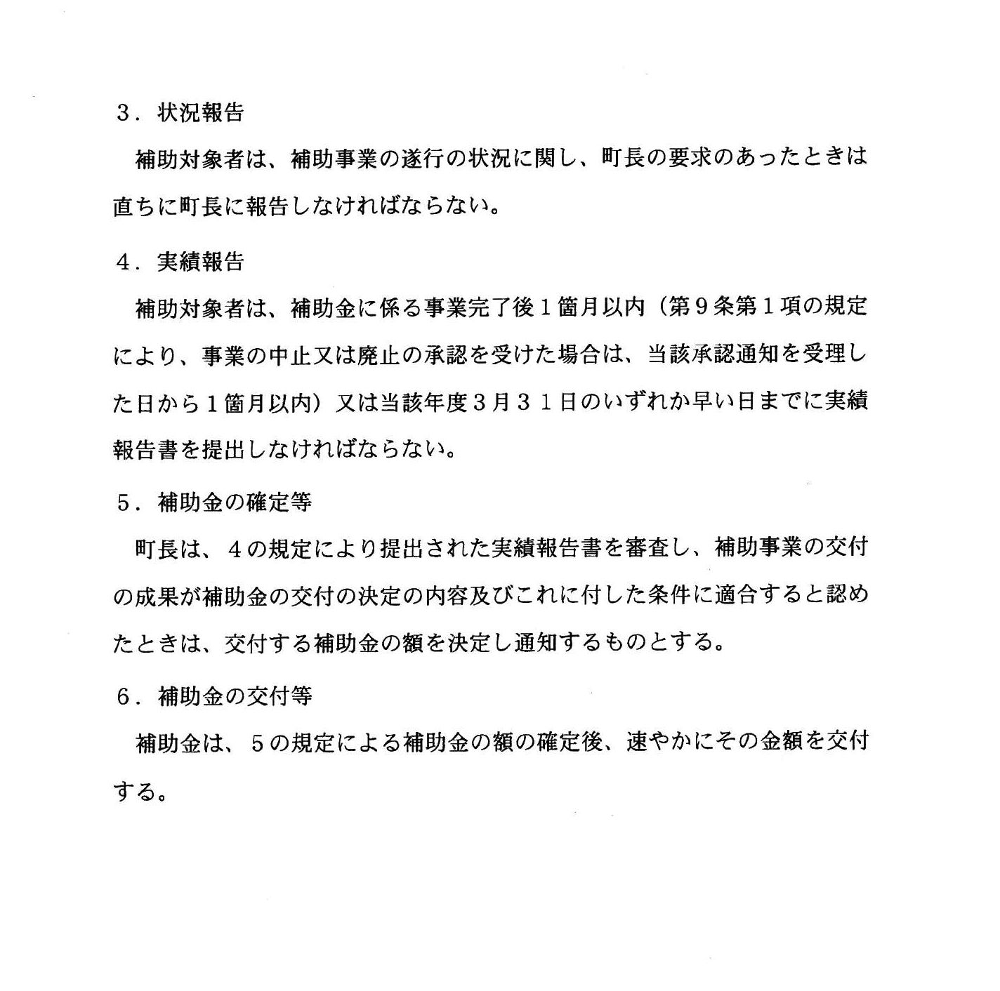 ３．状況報告
補助対象者は、補助事業の遂行の状況に関し、町長の要求のあったときは
直ちに町長に報告しなければならない。
４．実績報告
補助対象者は、補助金に係る事業完了後１箇月以内（第９条第１項の規定
により、事業の中止又は廃止の承認を受けた場合は、当該承認通知を受理し
た日から１箇月以内）又は当該年度３月３１日のいずれか早い日までに実績
報告書を提出しなければならない。
５．補助金の確定等
町長は、４の規定により提出された実績報告書を審査し、補助事業の交付
の成果が補助金の交付の決定の内容及びこれに付した条件に適合すると認め
たときは、交付する補助金の額を決定し通知するものとする。
６．補助金の交付等
補助金は、５の規定による補助金の額の確定後、速やかにその金額を交付
する。